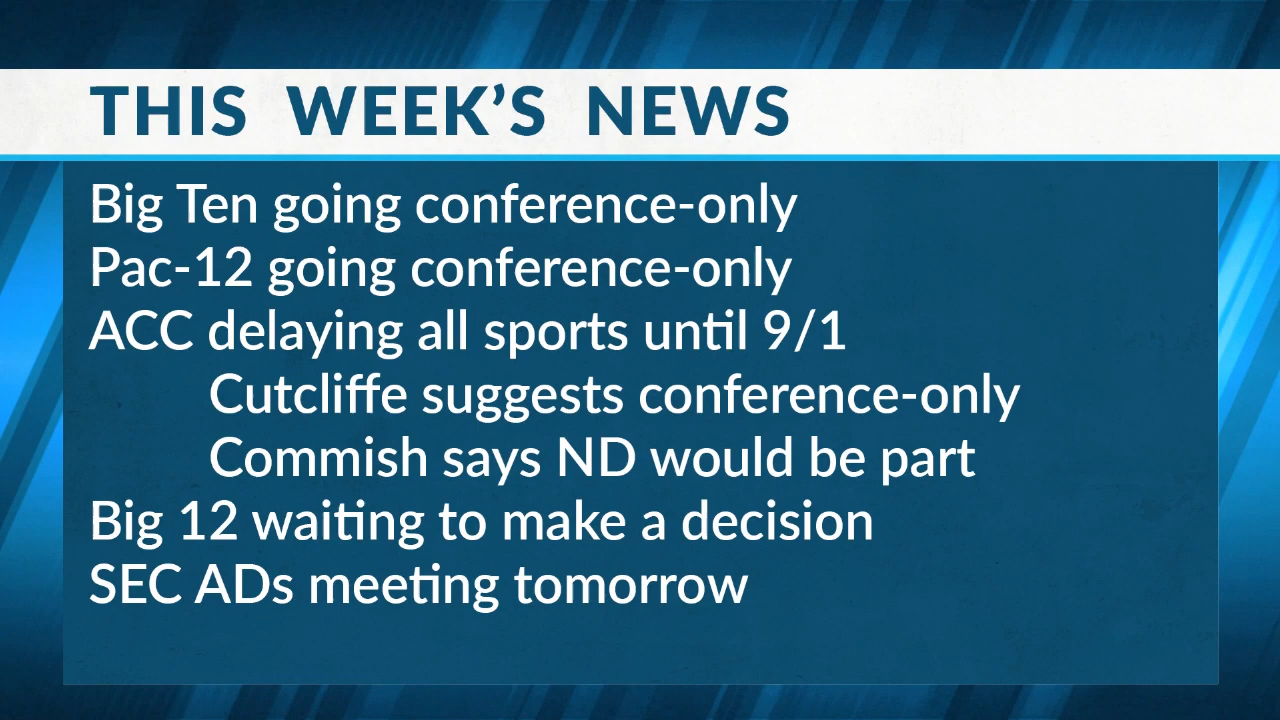 THIS WEEK’S NEWS
Big Ten going conference-only
Pac-12 going conference-only
ACC delaying all sports until 9/1
Cutcliffe suggests conference-only
Commish says ND would be part
Big 12 waiting to make a decision
SEC ADs meeting tomorrow